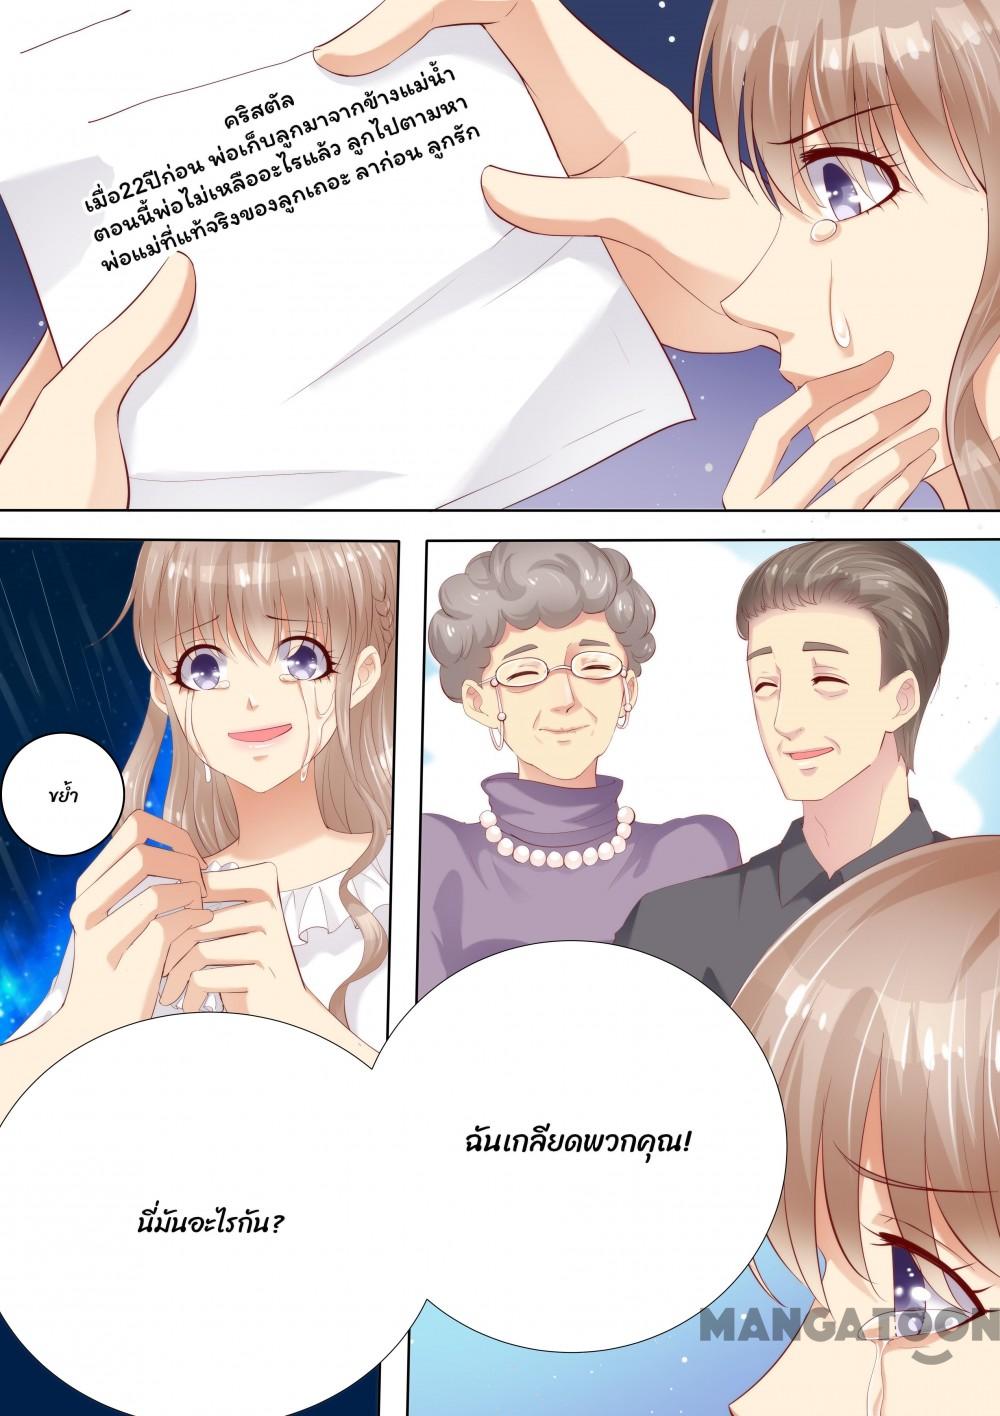 คริสตัล
เมื่อ22ปีก่อน พ่อเก็บลูกมาจากข้างแม่น้ำ
ตอนนี้พ่อไม่เหลืออะไรแล้ว ลูกไปตามหา
พ่อแม่ที่แท้จริงของลูกเถอะ ลาก่อน ลูกรัก
ขย้ำ
ฉันเกลียดพวกคุณ!
นี่มันอะไรกัน?
MANGATOON